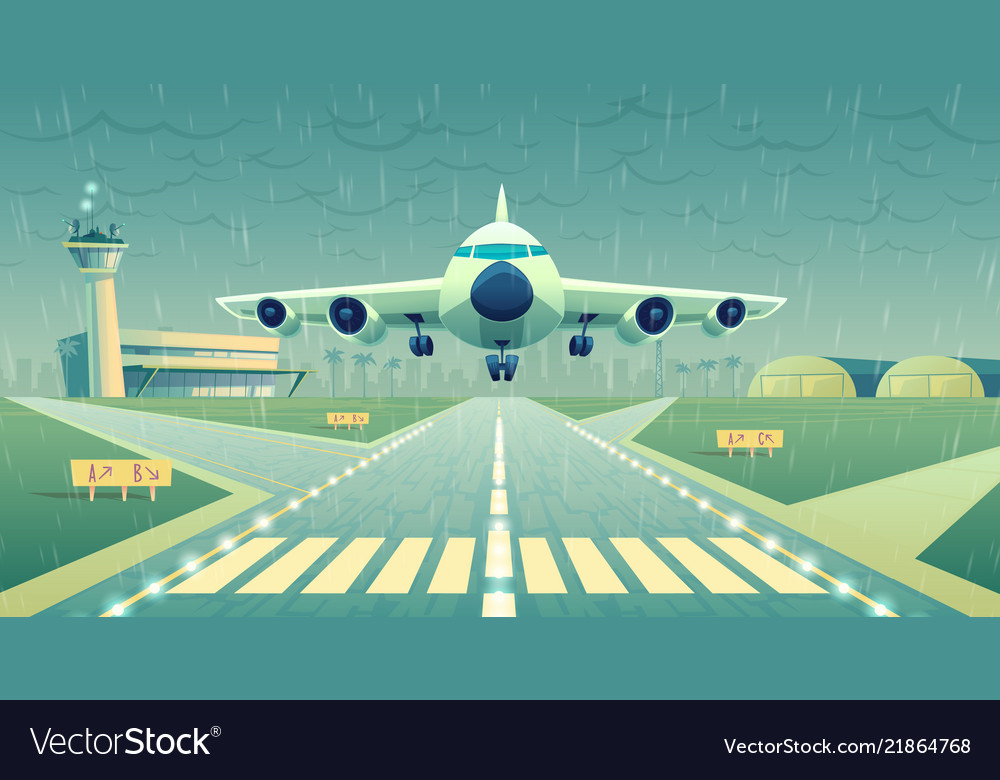 A↗ B↘
A↗ C↖
A↗ B↘
VectorStock®
VectorStock.com/21864768